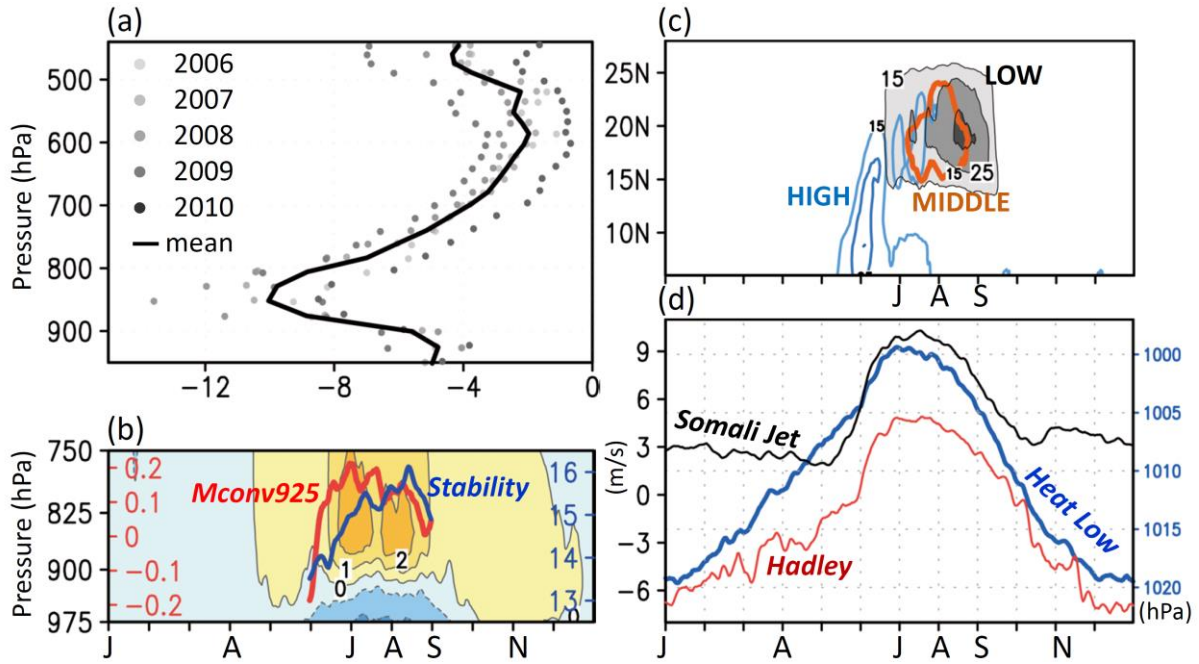 (a)
Pressure (hPa)
500
600
700
800
900
2006
2007
2008
2009
2010
mean
−12
−8
−4
0
(b)
Pressure (hPa)
750
825
900
975
0.2
0.1
0
−0.1
−0.2
Mconv925
Stability
1
2
0
0
16
15
14
13
J
A
J
A
S
N
(c)
25N
20N
15N
10N
15
LOW
15
HIGH
15
25
MIDDLE
J
A
S
(d)
(m/s)
9
6
3
0
−3
−6
Somali Jet
Heat Low
Hadley
1000
1005
1010
1015
1020
(hPa)
J
A
J
A
S
N